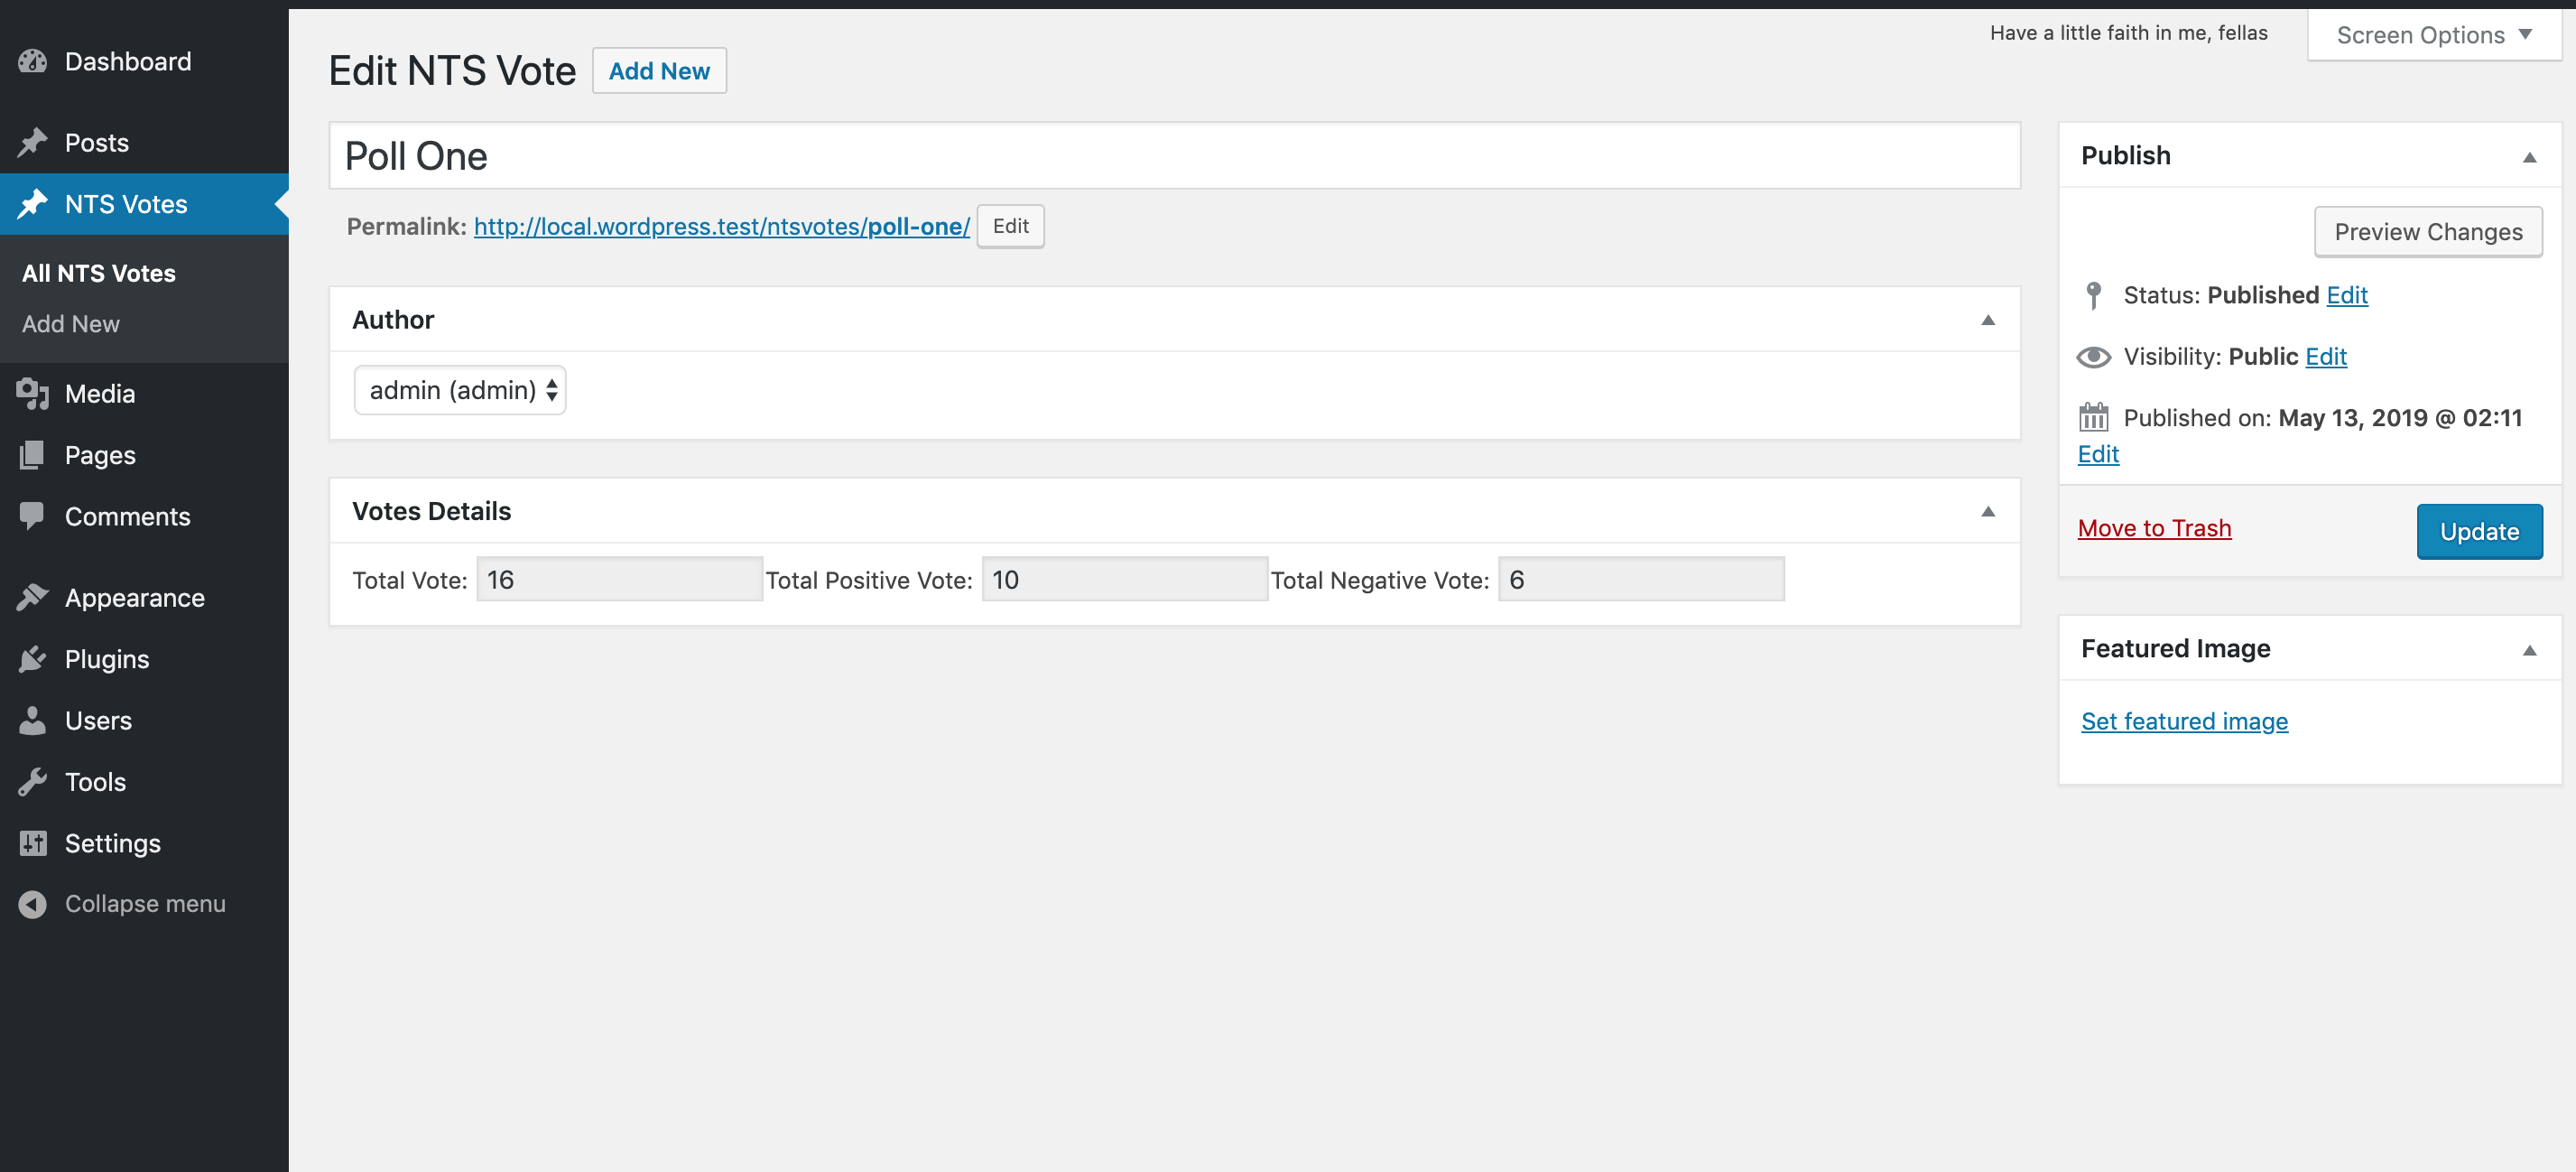 Dashboard
Posts
NTS Votes
All NTS Votes
Add New
Media
Pages
Comments
Appearance
Plugins
Users
Tools
Settings
Collapse menu
Have a little faith in me, fellas
Screen Options
Edit NTS Vote
Add New
Poll One
Permalink: http://local.wordpress.test/ntsvotes/poll-one/ Edit
Author
admin (admin)
Votes Details
Total Vote: 16 Total Positive Vote: 10 Total Negative Vote: 6
Publish
Preview Changes
Status: Published Edit
Visibility: Public Edit
Published on: May 13, 2019 @ 02:11
Edit
Move to Trash
Update
Featured Image
Set featured image